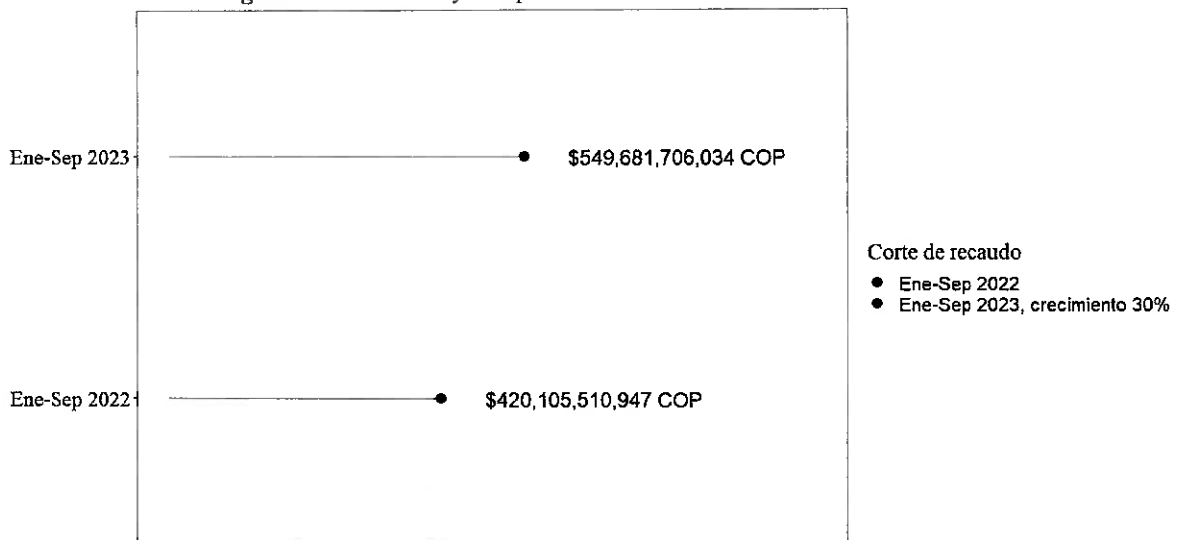 Ene-Sep 2023
$549,681,706,034 COP
Corte de recaudo
Ene-Sep 2022
Ene-Sep 2023, crecimiento 30%
Ene-Sep 2022
$420,105,510,947 COP